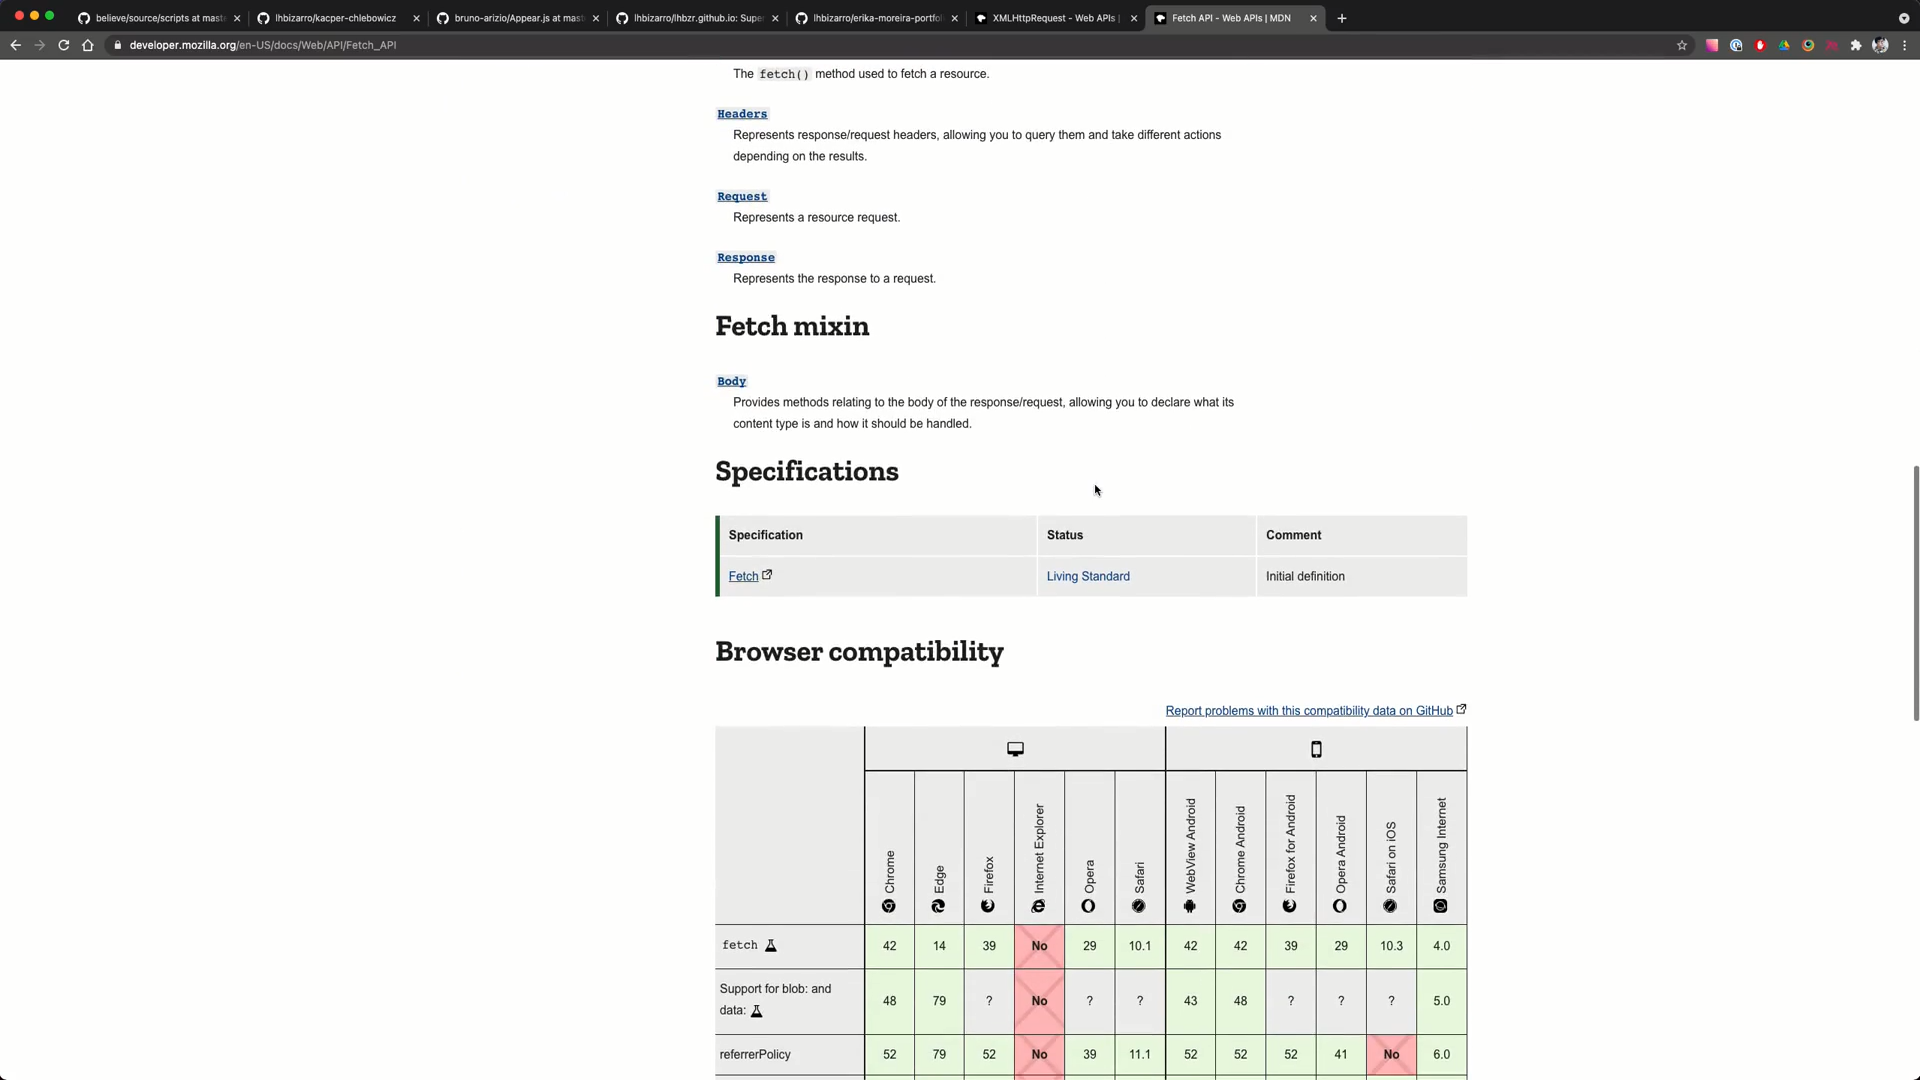 believe/source/scripts at mast
lhbizarro/kacper-chlebowicz
bruno-arizio/Appear.js at mast
lhbizarro/lhbzr.github.io: Supe
lhbizarro/erika-moreira-portfol
XMLHttpRequest - Web APIs |
Fetch API - Web APIs | MDN
developer.mozilla.org/en-US/docs/Web/API/Fetch_API
The fetch() method used to fetch a resource.
Headers
Represents response/request headers, allowing you to query them and take different actions
depending on the results.
Request
Represents a resource request.
Response
Represents the response to a request.
Fetch mixin
Body
Provides methods relating to the body of the response/request, allowing you to declare what its
content type is and how it should be handled.
Specifications
Specification Status Comment
Fetch Living Standard Initial definition
Browser compatibility
Report problems with this compatibility data on GitHub
Chrome Edge Firefox Internet Explorer Opera Safari WebView Android Chrome Android Firefox for Android Opera Android Safari on iOS Samsung Internet
fetch 42 14 39 No 29 10.1 42 42 39 29 10.3 4.0
Support for blob: and
data: 48 79 ? No ? ? 43 48 ? ? ? 5.0
referrerPolicy 52 79 52 No 39 11.1 52 52 52 41 No 6.0